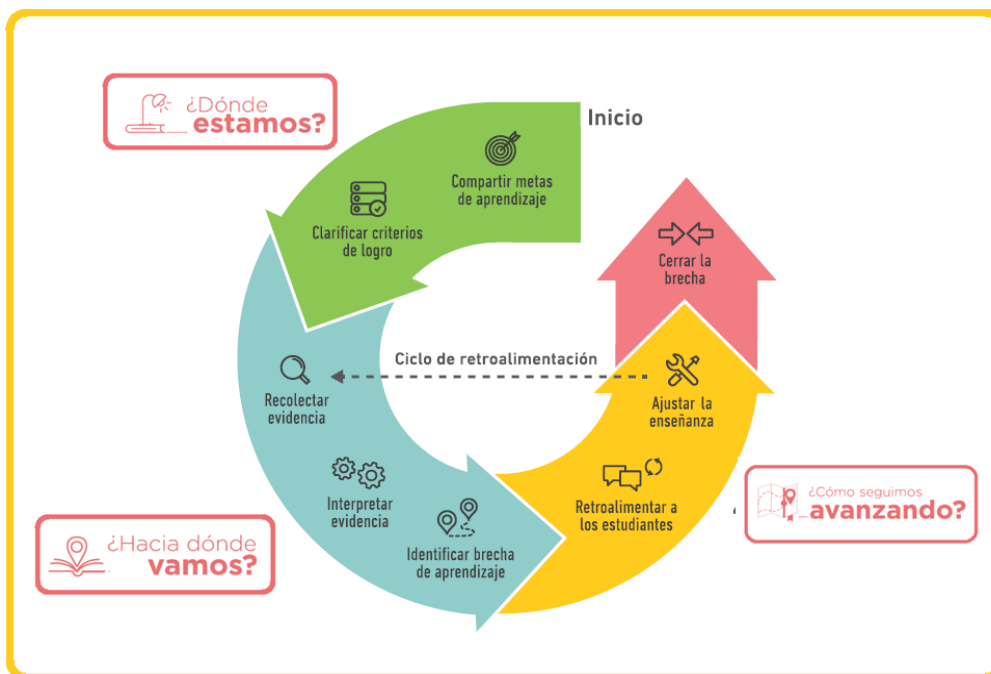 ¿Dónde
estamos?
Inicio
Compartir metas
de aprendizaje
Clarificar criterios
de logro
Cerrar la
brecha
Ciclo de retroalimentación
Recolectar
evidencia
Ajustar la
enseñanza
Interpretar
evidencia
Retroalimentar a
los estudiantes
¿Cómo seguimos
avanzando?
¿Hacia dónde
vamos?
Identificar brecha
de aprendizaje